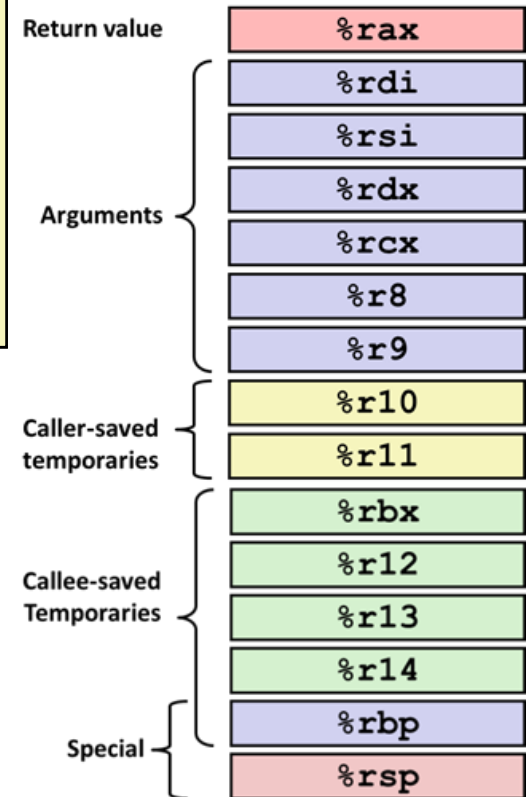 Return value
%rax
Arguments
%rdi
%rsi
%rdx
%rcx
%r8
%r9
Caller-saved
temporaries
%r10
%r11
Callee-saved
Temporaries
%rbx
%r12
%r13
%r14
Special
%rbp
%rsp